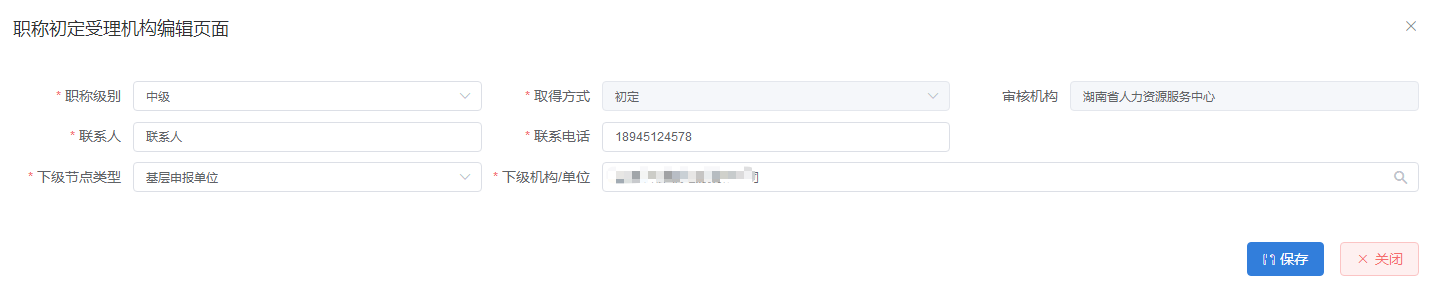 职称初定受理机构编辑页面
* 职称级别 中级 * 取得方式 初定 审核机构 湖南省人力资源服务中心
* 联系人 联系人 * 联系电话 18945124578
* 下级节点类型 基层申报单位 * 下级机构/单位
保存 关闭